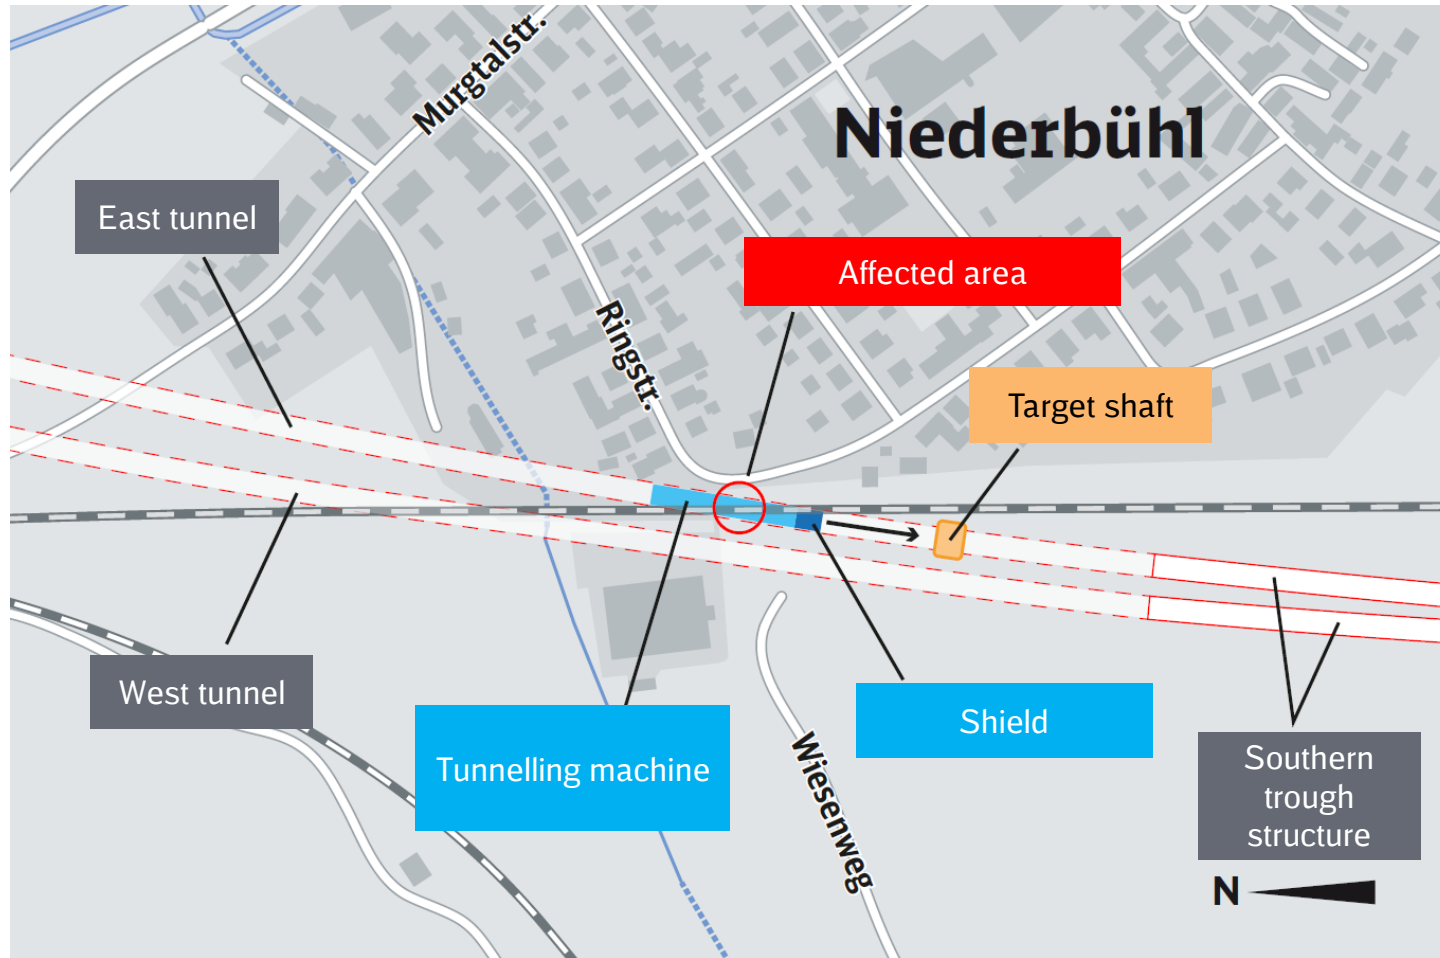 Murgtalstr.
Niederbühl
East tunnel
Affected area
Ringstr.
Target shaft
West tunnel
Tunnelling machine
Shield
Wiesenweg
Southern
trough
structure
N